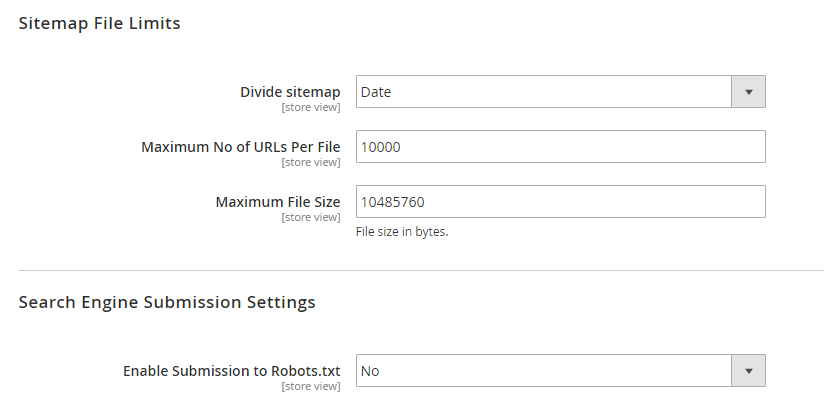 Sitemap File Limits
Divide sitemap
[store view]
Date
Maximum No of URLs Per File
[store view]
10000
Maximum File Size
[store view]
10485760
File size in bytes.
Search Engine Submission Settings
Enable Submission to Robots.txt
[store view]
No